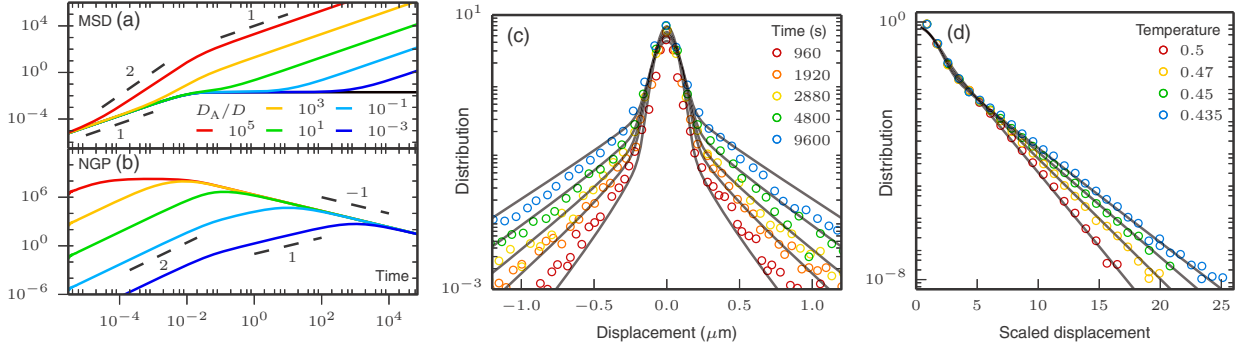 MSD (a)
10^4
10^0
10^{-4}
1
2
1
D_A/D 10^3 10^{-1}
10^5 10^1 10^{-3}
NGP (b)
10^6
10^0
10^{-6}
-1
2
1
Time
10^{-4} 10^{-2} 10^0 10^2 10^4
(c)
Time (s)
960
1920
2880
4800
9600
Distribution
10^1
10^{-3}
-1.0 -0.5 0.0 0.5 1.0
Displacement (μm)
(d)
Temperature
0.5
0.47
0.45
0.435
Distribution
10^0
10^{-8}
0 5 10 15 20 25
Scaled displacement